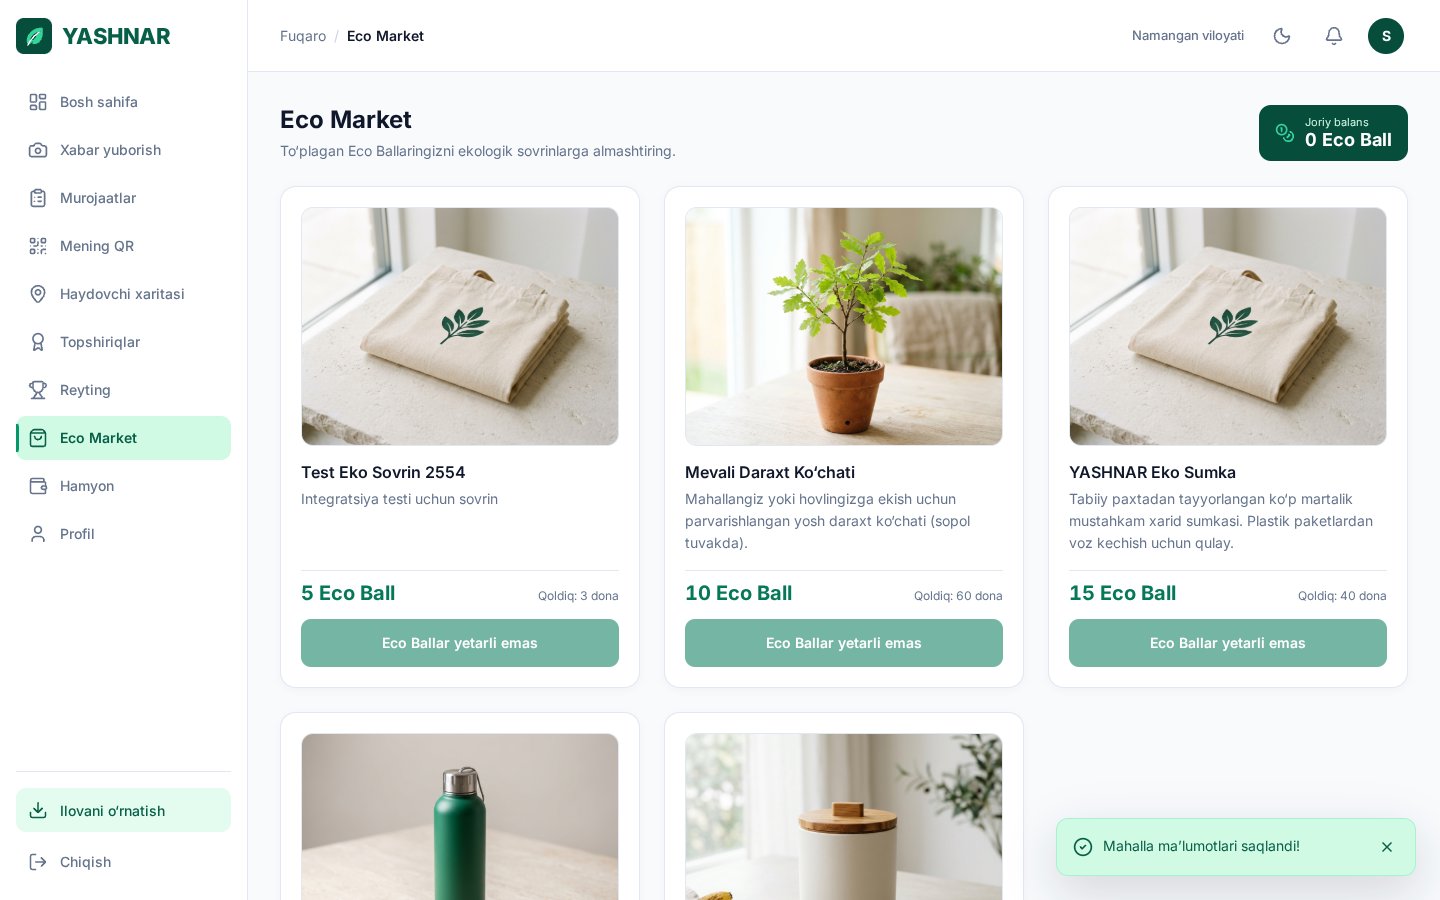 YASHNAR
Fuqaro / Eco Market
Namangan viloyati
S
Bosh sahifa
Xabar yuborish
Murojaatlar
Mening QR
Haydovchi xaritasi
Topshiriqlar
Reyting
Eco Market
Hamyon
Profil
Ilovani o‘rnatish
Chiqish
Eco Market
To‘plagan Eco Ballaringizni ekologik sovrinlarga almashtiring.
Joriy balans
0 Eco Ball
Test Eko Sovrin 2554
Integratsiya testi uchun sovrin
5 Eco Ball
Qoldiq: 3 dona
Eco Ballar yetarli emas
Mevali Daraxt Ko‘chati
Mahallangiz yoki hovlingizga ekish uchun
parvarishlangan yosh daraxt ko‘chati (sopol
tuvakda).
10 Eco Ball
Qoldiq: 60 dona
Eco Ballar yetarli emas
YASHNAR Eko Sumka
Tabiiy paxtadan tayyorlangan ko‘p martalik
mustahkam xarid sumkasi. Plastik paketlardan
voz kechish uchun qulay.
15 Eco Ball
Qoldiq: 40 dona
Eco Ballar yetarli emas
Mahalla ma’lumotlari saqlandi!